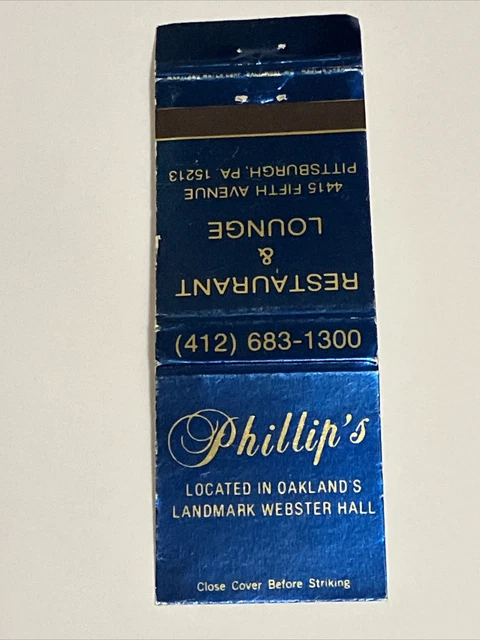 4415 FIFTH AVENUE
PITTSBURGH, PA. 15213
RESTAURANT
&
LOUNGE
(412) 683-1300
Phillip's
LOCATED IN OAKLAND'S
LANDMARK WEBSTER HALL
Close Cover Before Striking